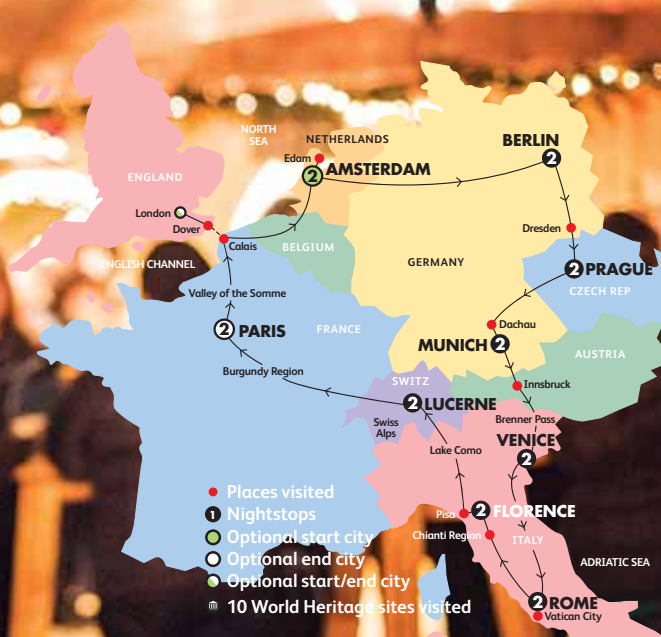 NORTH
SEA
NETHERLANDS
BERLIN
2
Edam
2
AMSTERDAM
ENGLAND
London
Dover
Dresden
Calais
BELGIUM
ENGLISH CHANNEL
GERMANY
2
PRAGUE
CZECH REP
Valley of the Somme
2
PARIS
FRANCE
Dachau
MUNICH
2
AUSTRIA
Burgundy Region
SWITZ
Innsbruck
2
LUCERNE
Swiss
Alps
Brenner Pass
VENICE
2
Lake Como
Pisa
2
FLORENCE
Chianti Region
ITALY
ADRIATIC SEA
2
ROME
Vatican City
Places visited
1
Nightstops
Optional start city
Optional end city
Optional start/end city
10 World Heritage sites visited